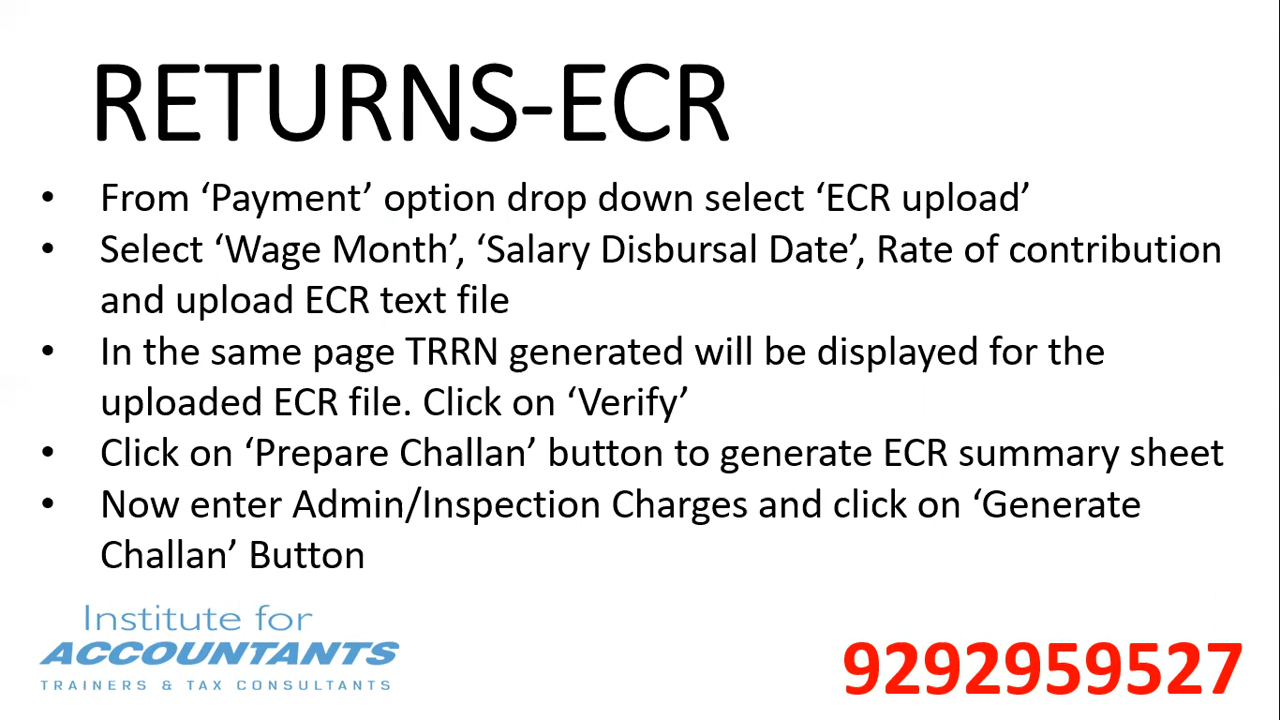 RETURNS-ECR
• From ‘Payment’ option drop down select ‘ECR upload’
• Select ‘Wage Month’, ‘Salary Disbursal Date’, Rate of contribution
and upload ECR text file
• In the same page TRRN generated will be displayed for the
uploaded ECR file. Click on ‘Verify’
• Click on ‘Prepare Challan’ button to generate ECR summary sheet
• Now enter Admin/Inspection Charges and click on ‘Generate
Challan’ Button
Institute for
ACCOUNTANTS
TRAINERS & TAX CONSULTANTS
9292959527